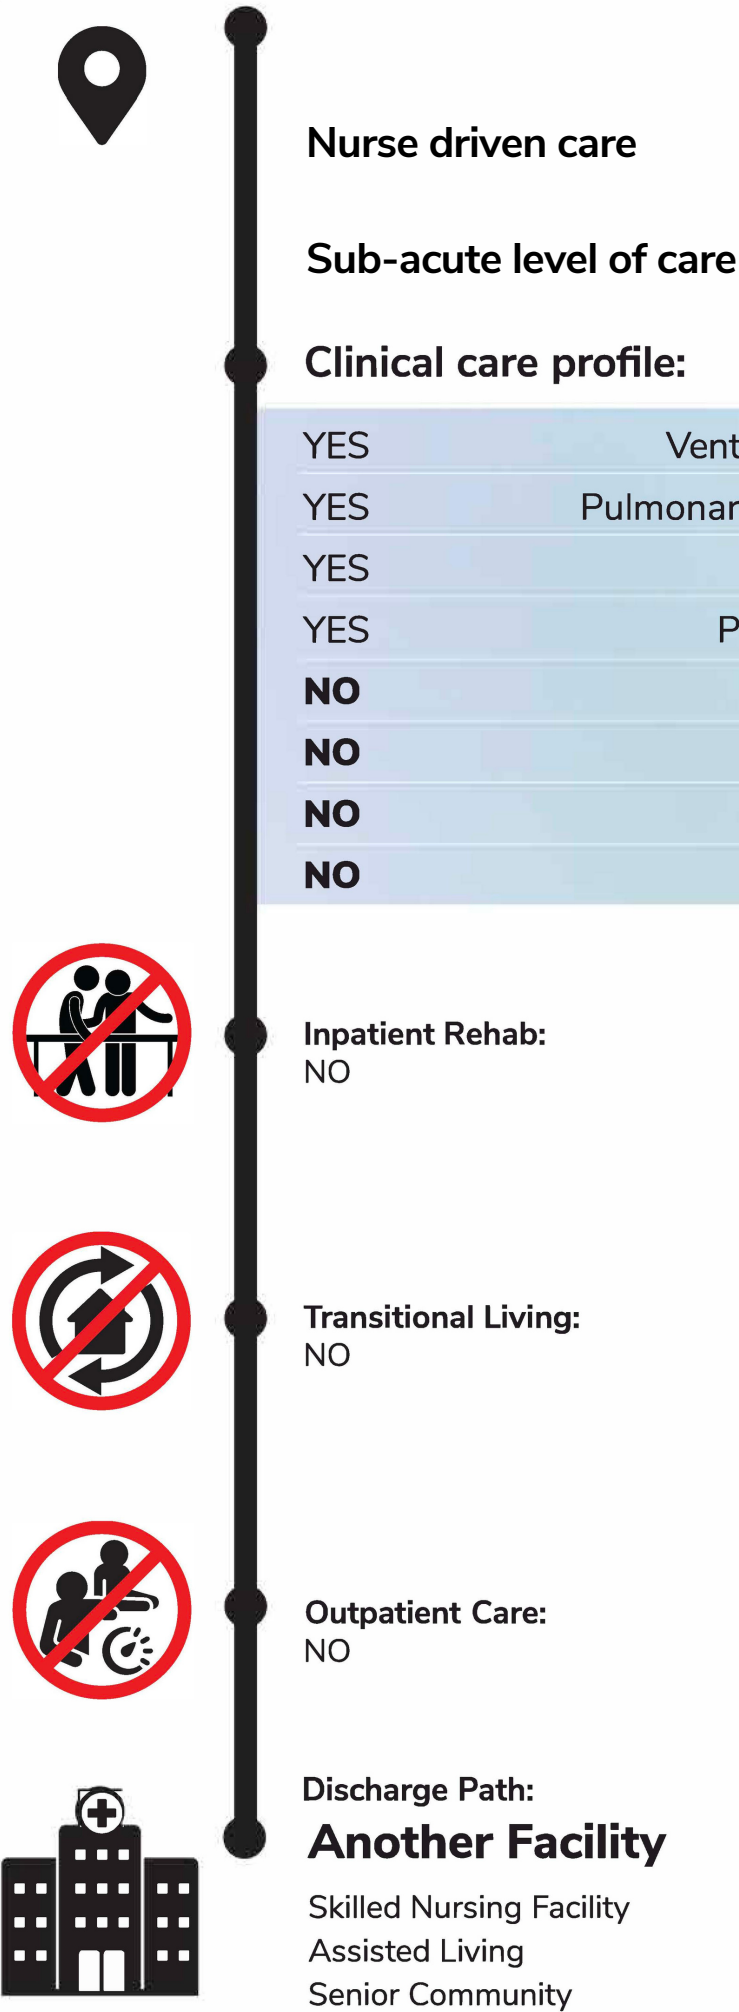 Nurse driven care
Sub-acute level of care
Clinical care profile:
YES Vent
YES Pulmonar
YES
YES P
NO
NO
NO
NO
Inpatient Rehab:
NO
Transitional Living:
NO
Outpatient Care:
NO
Discharge Path:
Another Facility
Skilled Nursing Facility
Assisted Living
Senior Community